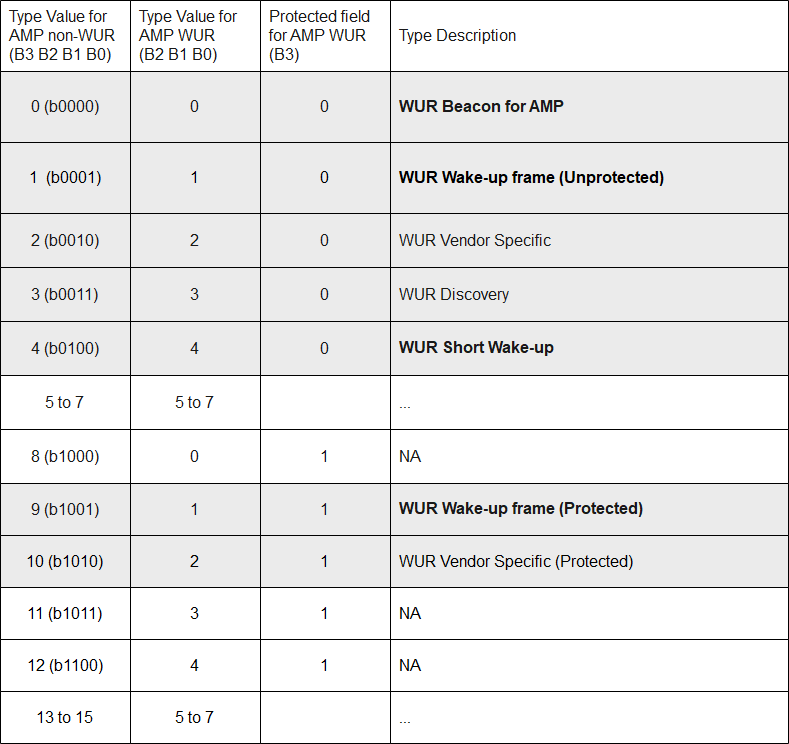 Type Value for AMP non-WUR (B3 B2 B1 B0) Type Value for AMP WUR (B2 B1 B0) Protected field for AMP WUR (B3) Type Description
0 (b0000) 0 0 WUR Beacon for AMP
1 (b0001) 1 0 WUR Wake-up frame (Unprotected)
2 (b0010) 2 0 WUR Vendor Specific
3 (b0011) 3 0 WUR Discovery
4 (b0100) 4 0 WUR Short Wake-up
5 to 7 5 to 7 ...
8 (b1000) 0 1 NA
9 (b1001) 1 1 WUR Wake-up frame (Protected)
10 (b1010) 2 1 WUR Vendor Specific (Protected)
11 (b1011) 3 1 NA
12 (b1100) 4 1 NA
13 to 15 5 to 7 ...